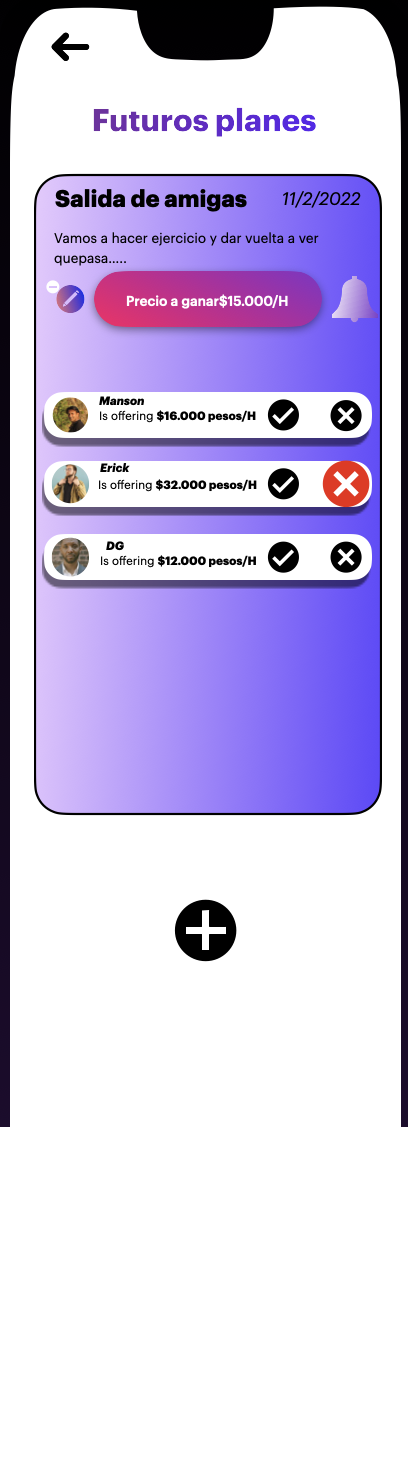 Futuros planes
Salida de amigas 11/2/2022
Vamos a hacer ejercicio y dar vuelta a ver
quepasa.....
Precio a ganar$15.000/H
Manson
Is offering $16.000 pesos/H
Erick
Is offering $32.000 pesos/H
DG
Is offering $12.000 pesos/H